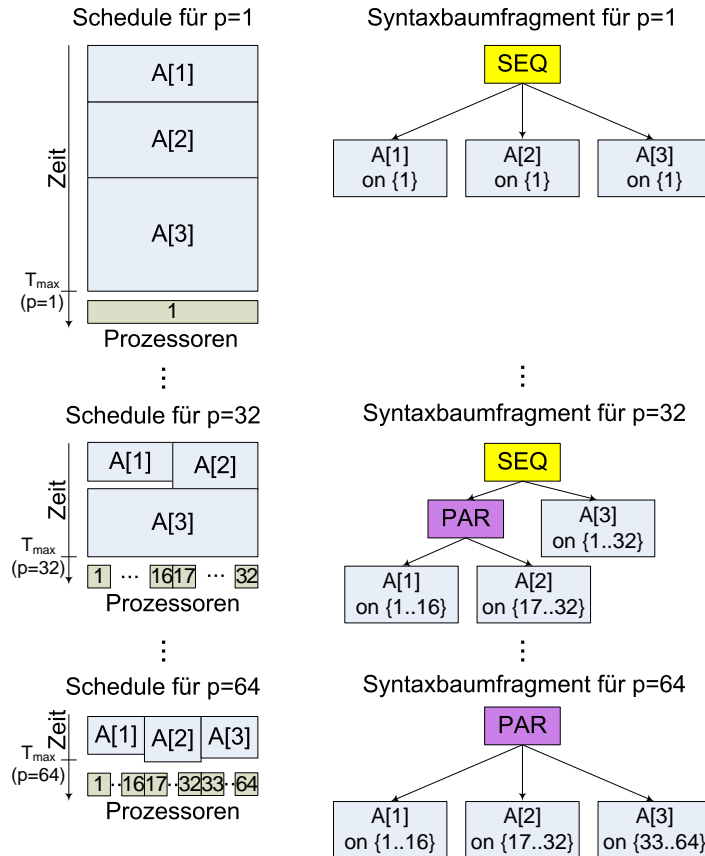 Schedule für p=1
Syntaxbaumfragment für p=1
Zeit
A[1]
A[2]
A[3]
T max
(p=1)
1
Prozessoren
SEQ
A[1]
on {1}
A[2]
on {1}
A[3]
on {1}
⋮
⋮
Schedule für p=32
Syntaxbaumfragment für p=32
Zeit
A[1]
A[2]
A[3]
T max
(p=32)
1 ... 16 17 ... 32
Prozessoren
SEQ
PAR
A[3]
on {1..32}
A[1]
on {1..16}
A[2]
on {17..32}
⋮
⋮
Schedule für p=64
Syntaxbaumfragment für p=64
Zeit
A[1]
A[2]
A[3]
T max
(p=64)
1 .. 16 17 .. 32 33 .. 64
Prozessoren
PAR
A[1]
on {1..16}
A[2]
on {17..32}
A[3]
on {33..64}